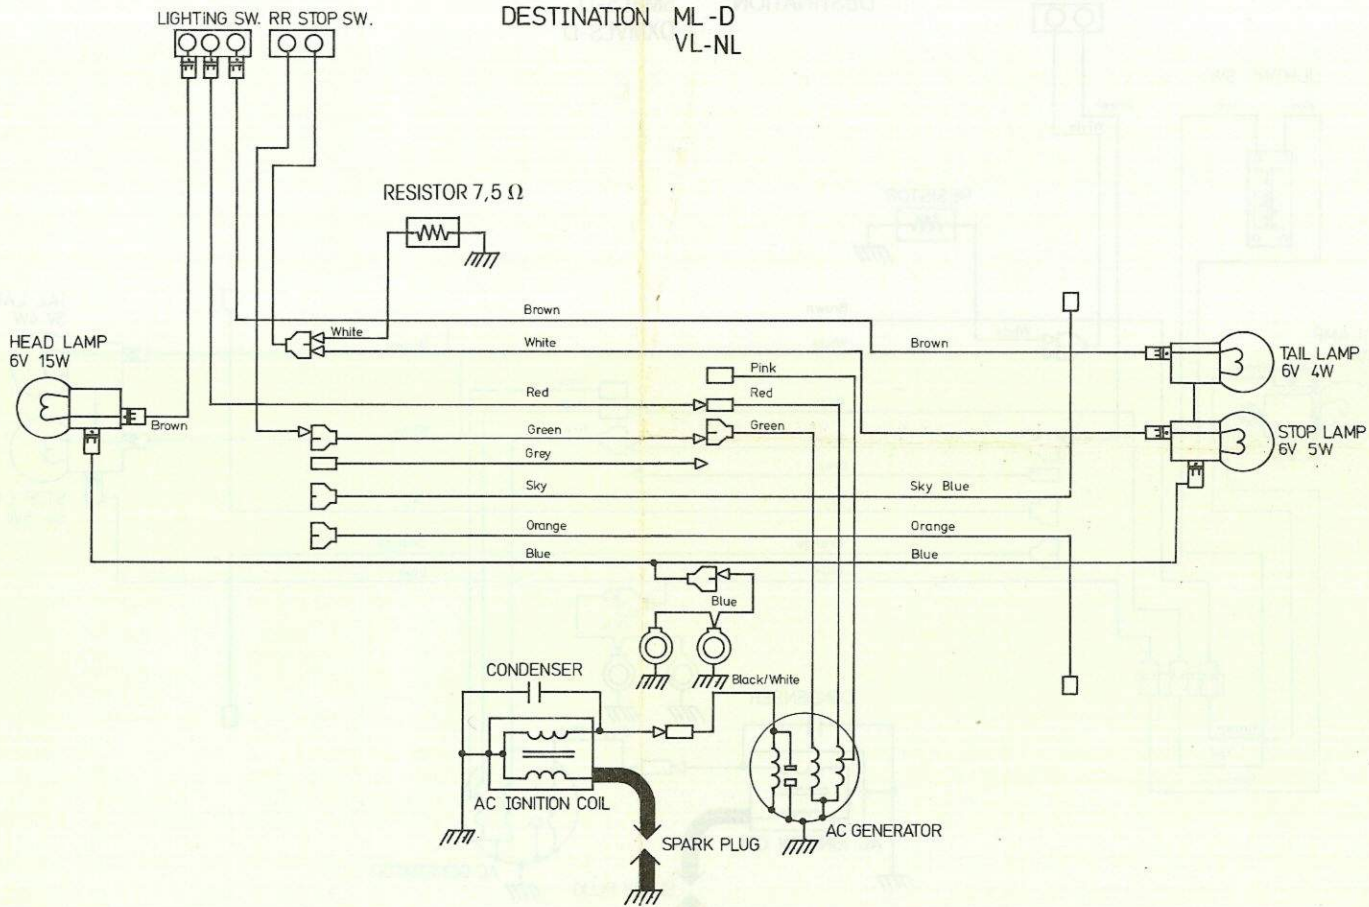 DESTINATION ML-D
VL-NL
LIGHTING SW. RR STOP SW.
RESISTOR 7,5 Ω
Brown
White
White
Brown
HEAD LAMP
6V 15W
TAIL LAMP
6V 4W
Pink
Red
Red
Brown
Green
Green
STOP LAMP
6V 5W
Grey
Sky
Sky Blue
Orange
Orange
Blue
Blue
Blue
CONDENSER
Black/White
AC IGNITION COIL
AC GENERATOR
SPARK PLUG